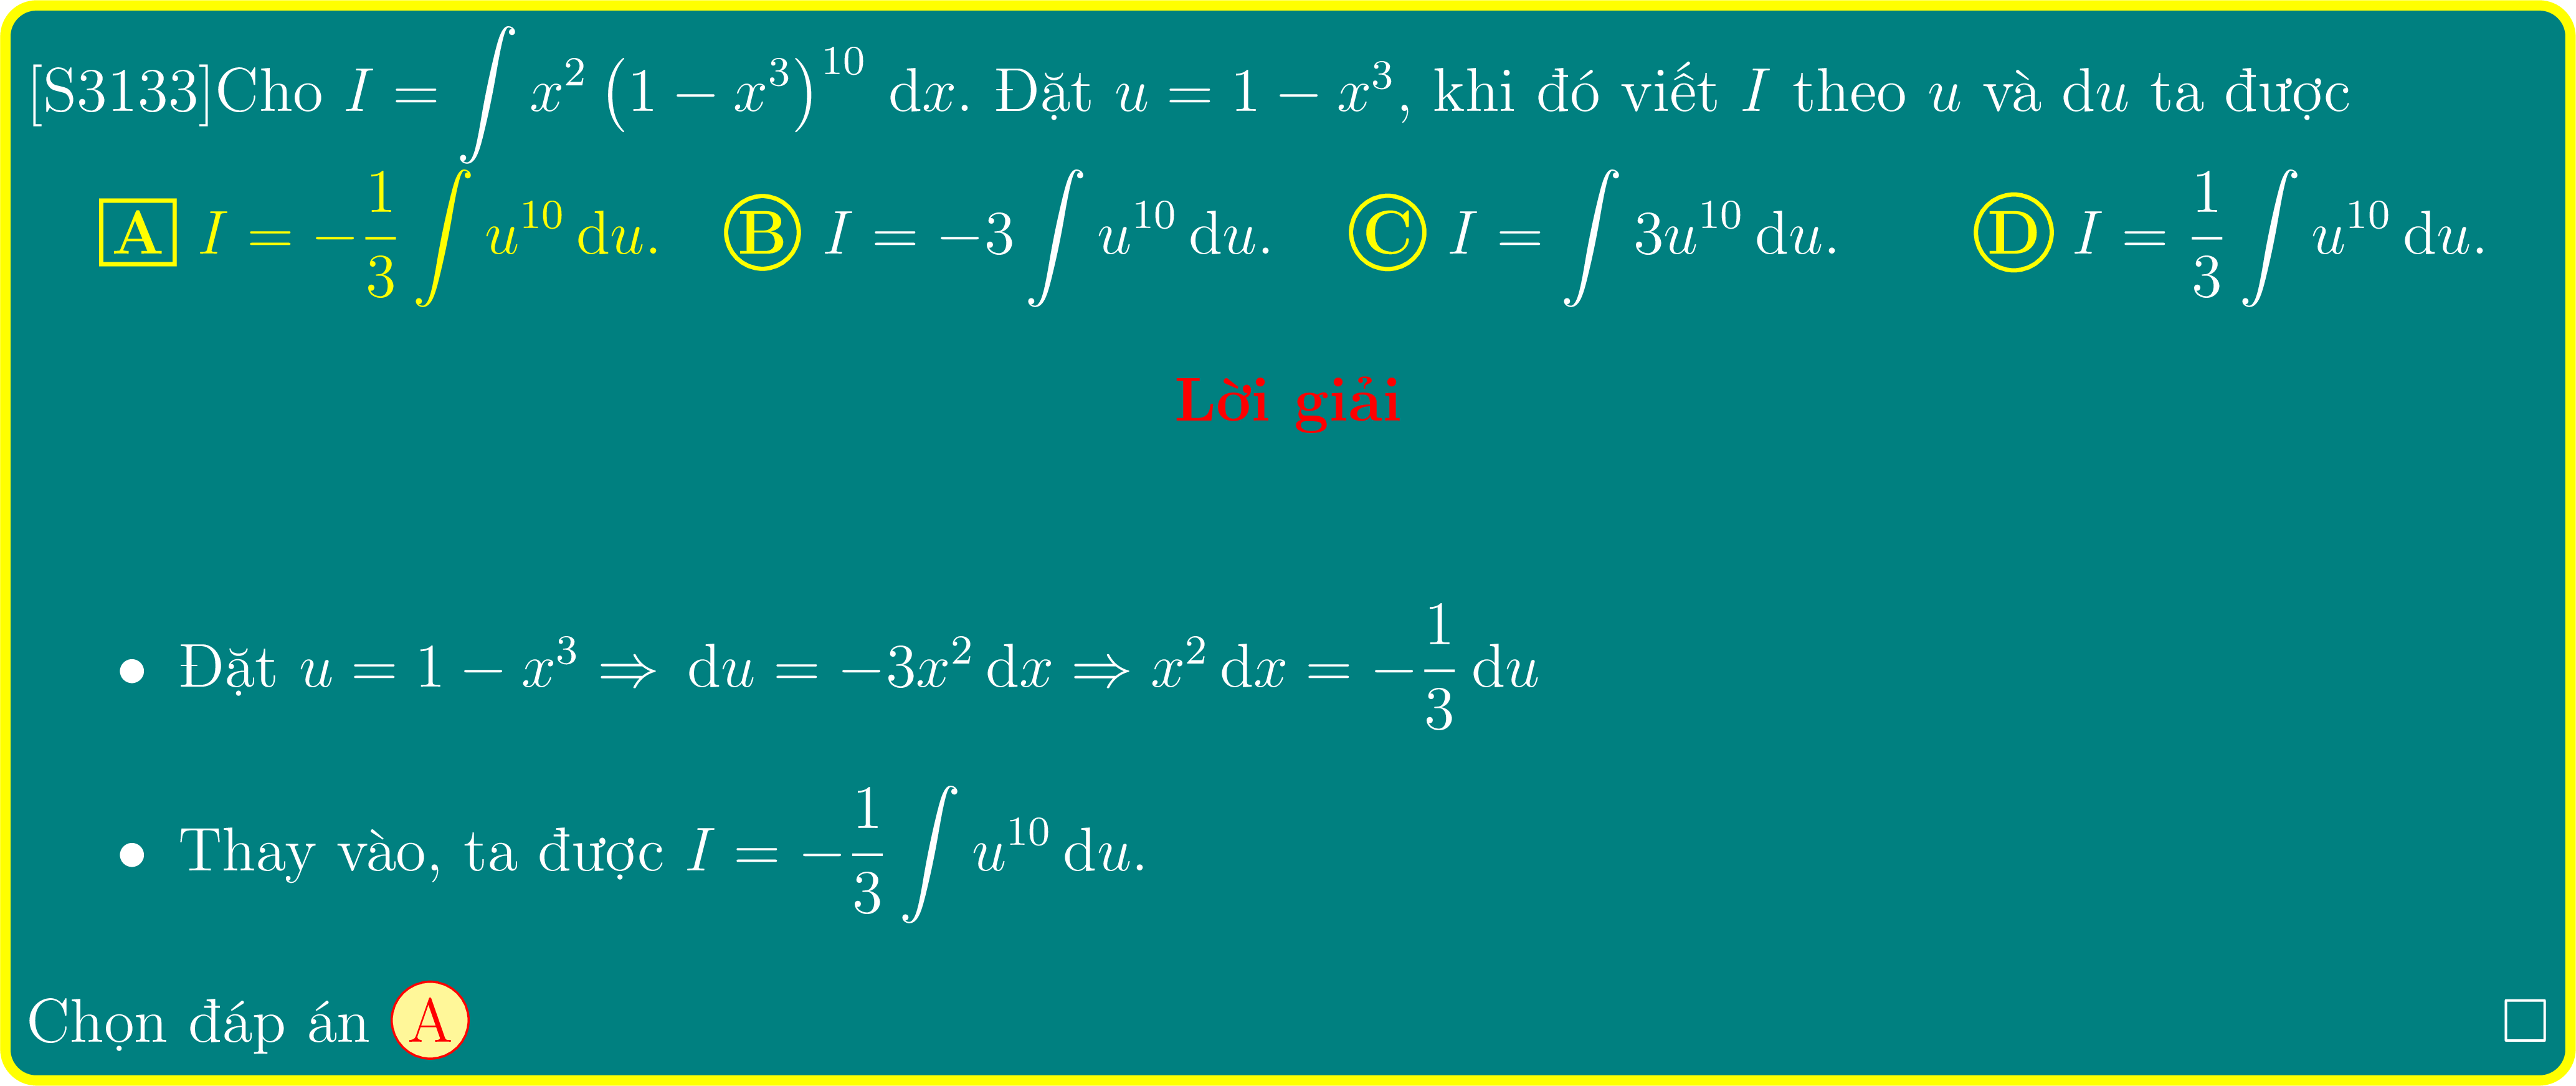 [S3133]Cho $I = \int x^2 \left(1 - x^3\right)^{10} \mathrm{d}x$. Đặt $u = 1 - x^3$, khi đó viết $I$ theo $u$ và $\mathrm{d}u$ ta được
A $I = -\frac{1}{3} \int u^{10} \mathrm{d}u$. B $I = -3 \int u^{10} \mathrm{d}u$. C $I = \int 3u^{10} \mathrm{d}u$. D $I = \frac{1}{3} \int u^{10} \mathrm{d}u$.
Lời giải
• Đặt $u = 1 - x^3 \Rightarrow \mathrm{d}u = -3x^2 \mathrm{d}x \Rightarrow x^2 \mathrm{d}x = -\frac{1}{3} \mathrm{d}u$
• Thay vào, ta được $I = -\frac{1}{3} \int u^{10} \mathrm{d}u$.
Chọn đáp án A □